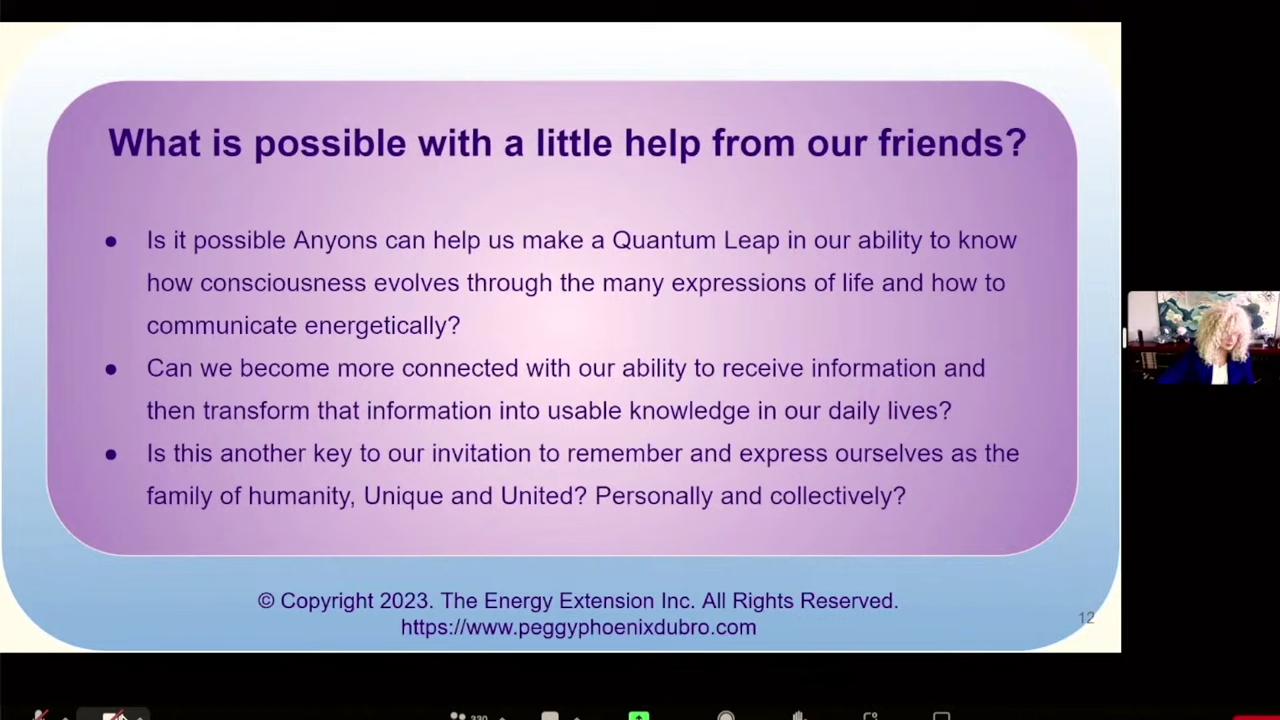 What is possible with a little help from our friends?
● Is it possible Anyons can help us make a Quantum Leap in our ability to know
how consciousness evolves through the many expressions of life and how to
communicate energetically?
● Can we become more connected with our ability to receive information and
then transform that information into usable knowledge in our daily lives?
● Is this another key to our invitation to remember and express ourselves as the
family of humanity, Unique and United? Personally and collectively?
© Copyright 2023. The Energy Extension Inc. All Rights Reserved.
https://www.peggyphoenixdubro.com
12